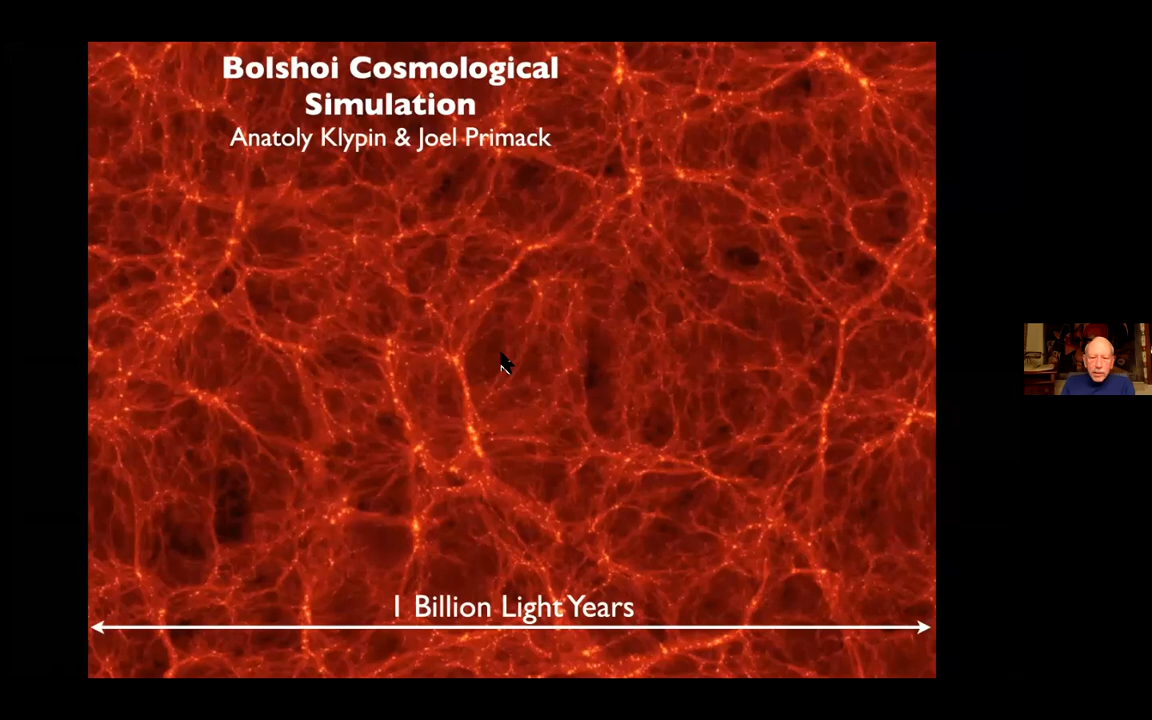 Bolshoi Cosmological
Simulation
Anatoly Klypin & Joel Primack
1 Billion Light Years